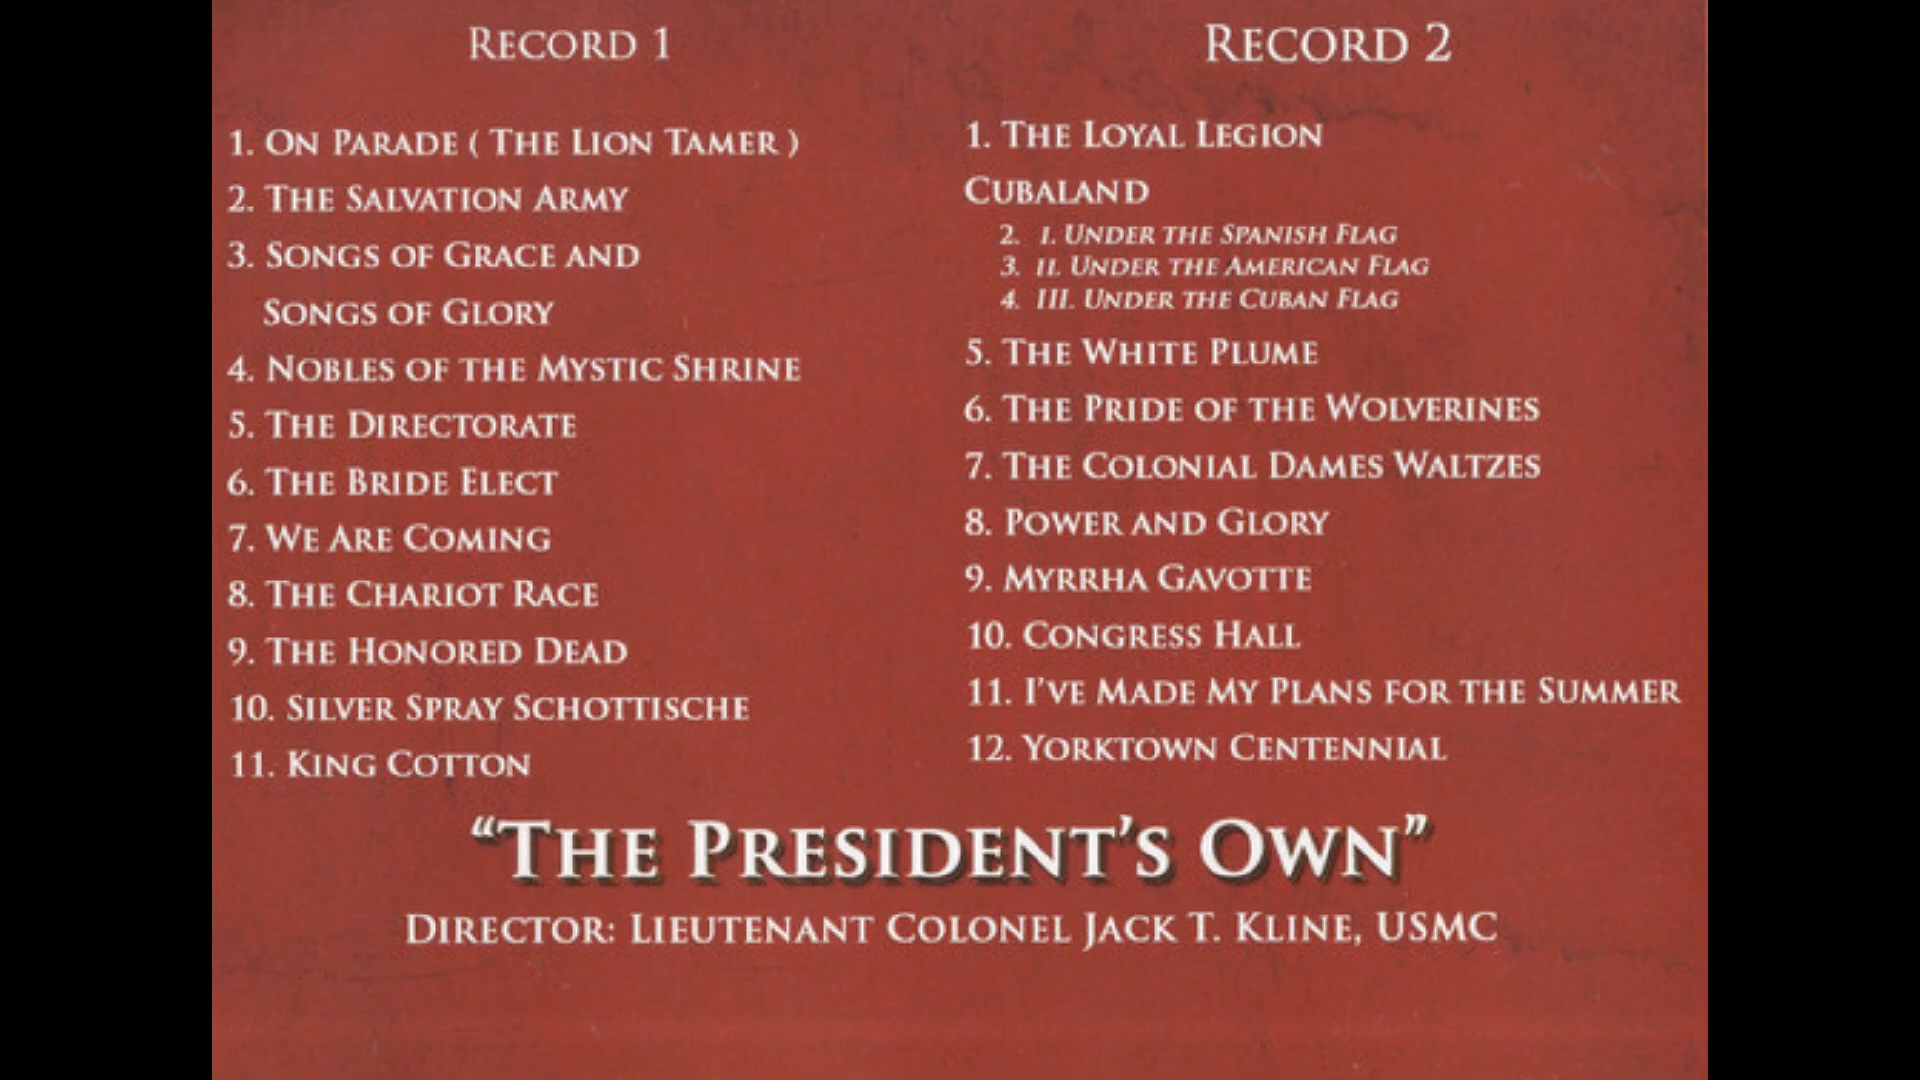 Record 1
1. On Parade ( The Lion Tamer )
2. The Salvation Army
3. Songs of Grace and
Songs of Glory
4. Nobles of the Mystic Shrine
5. The Directorate
6. The Bride Elect
7. We Are Coming
8. The Chariot Race
9. The Honored Dead
10. Silver Spray Schottische
11. King Cotton
Record 2
1. The Loyal Legion
Cubaland
2. I. Under the Spanish Flag
3. II. Under the American Flag
4. III. Under the Cuban Flag
5. The White Plume
6. The Pride of the Wolverines
7. The Colonial Dames Waltzes
8. Power and Glory
9. Myrrha Gavotte
10. Congress Hall
11. I’ve Made My Plans for the Summer
12. Yorktown Centennial
“The President’s Own”
Director: Lieutenant Colonel Jack T. Kline, USMC